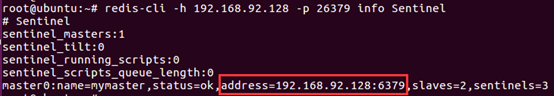 root@ubuntu:~# redis-cli -h 192.168.92.128 -p 26379 info Sentinel
# Sentinel
sentinel_masters:1
sentinel_tilt:0
sentinel_running_scripts:0
sentinel_scripts_queue_length:0
master0:name=mymaster,status=ok,address=192.168.92.128:6379,slaves=2,sentinels=3